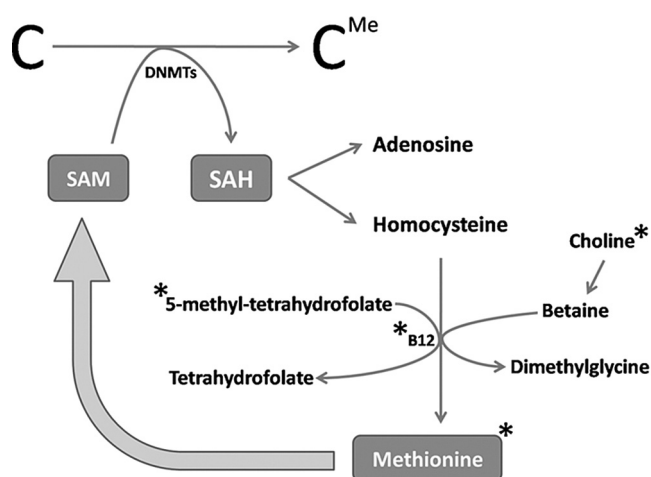 C
C^Me
DNMTs
SAM
SAH
Adenosine
Homocysteine
Choline*
*5-methyl-tetrahydrofolate
Betaine
*B12
Tetrahydrofolate
Dimethylglycine
Methionine*